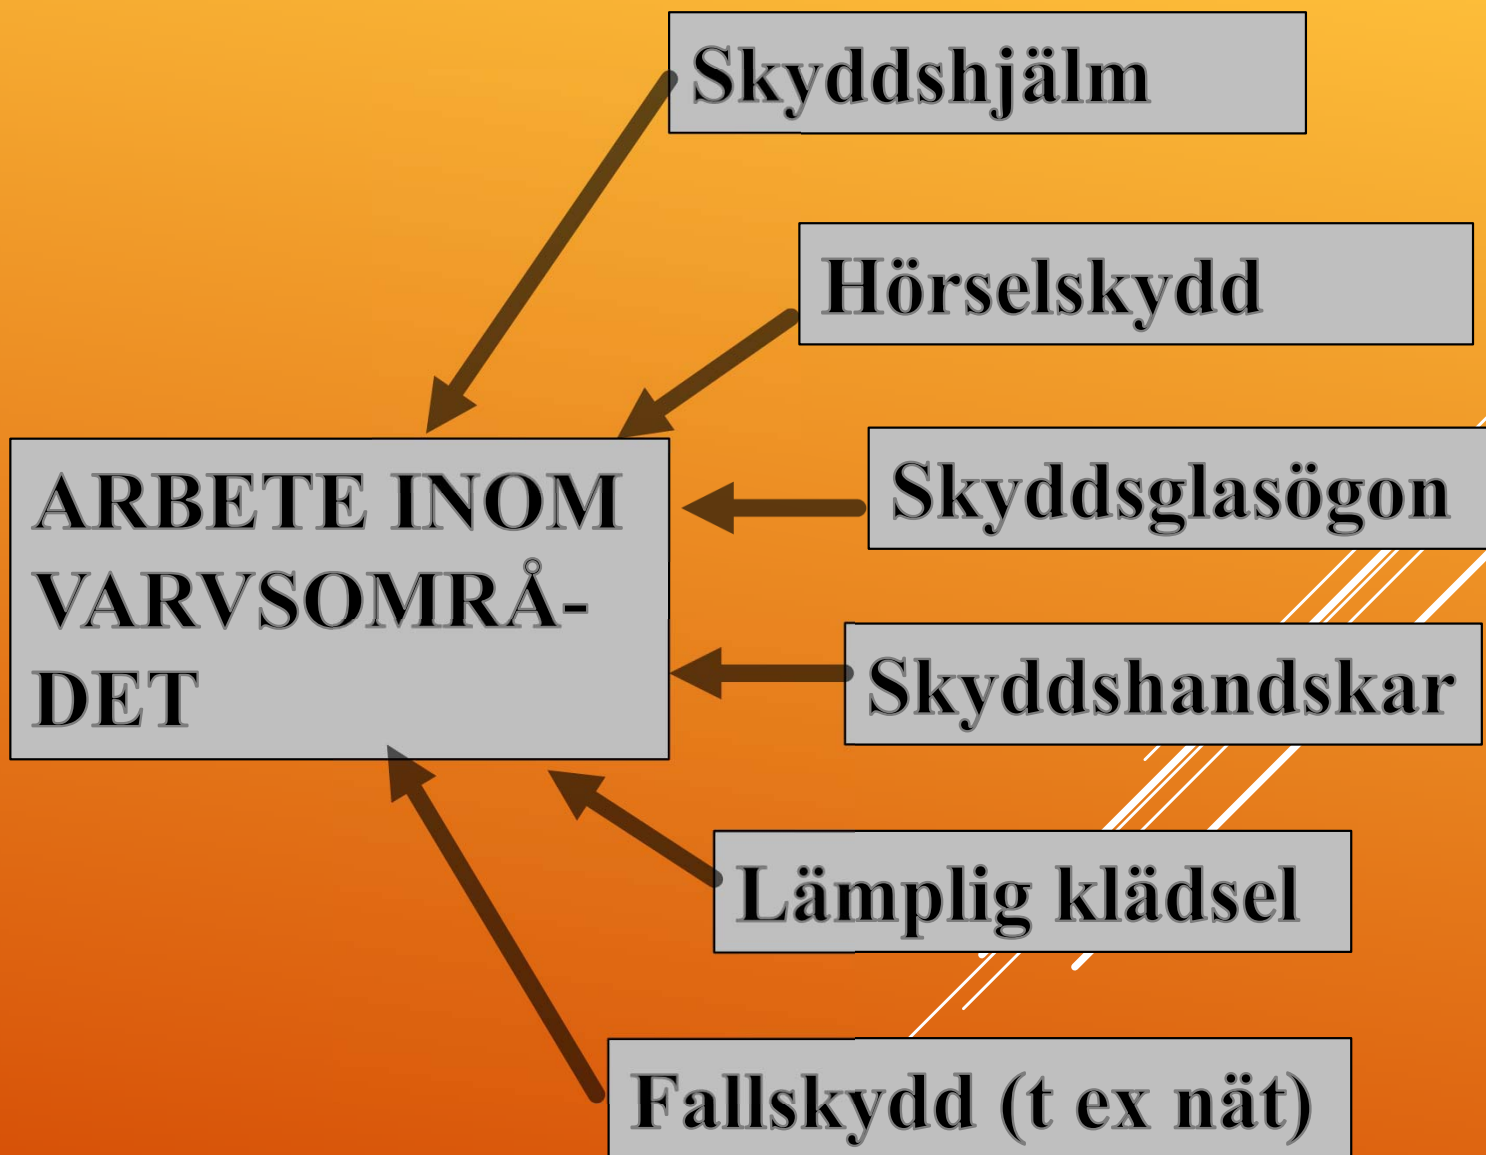 Skyddshjälm
Hörselskydd
ARBETE INOM
VARVSOMRÅ-
DET
Skyddsglasögon
Skyddshandskar
Lämplig klädsel
Fallskydd (t ex nät)